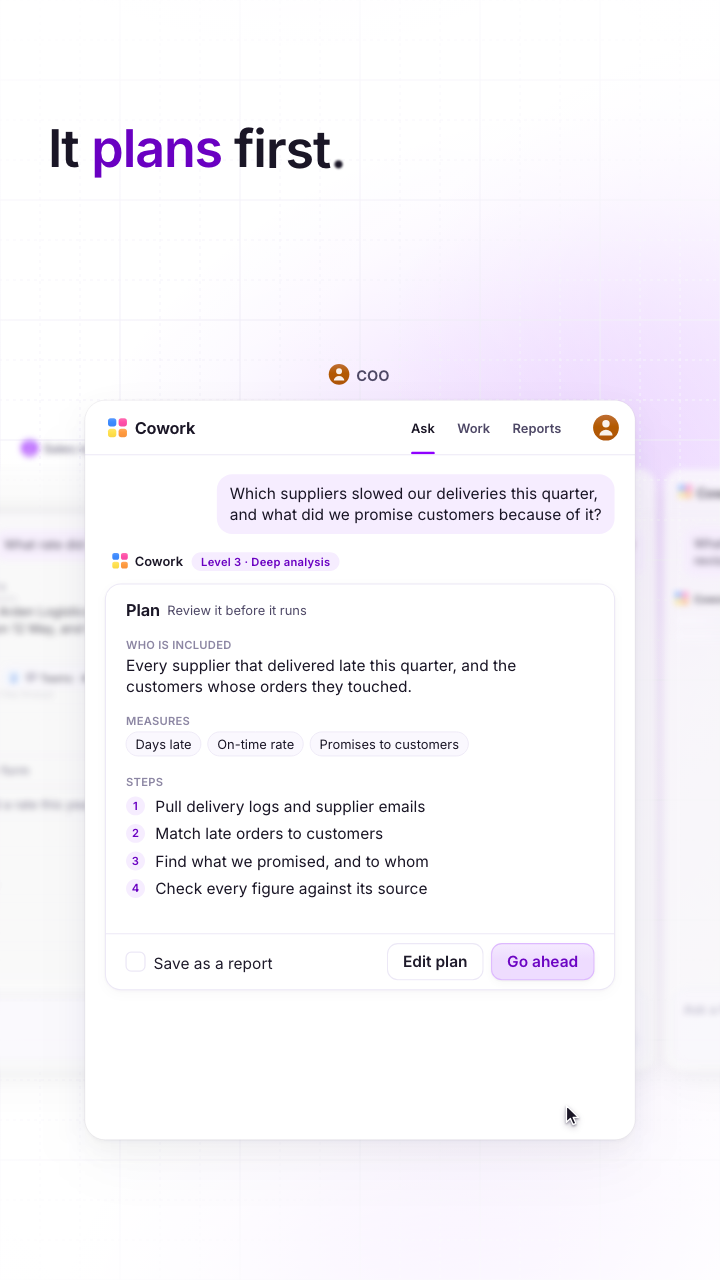 It plans first.
COO
Cowork
Ask Work Reports
Which suppliers slowed our deliveries this quarter,
and what did we promise customers because of it?
Cowork Level 3 · Deep analysis
Plan Review it before it runs
WHO IS INCLUDED
Every supplier that delivered late this quarter, and the
customers whose orders they touched.
MEASURES
Days late On-time rate Promises to customers
STEPS
1 Pull delivery logs and supplier emails
2 Match late orders to customers
3 Find what we promised, and to whom
4 Check every figure against its source
Save as a report Edit plan Go ahead